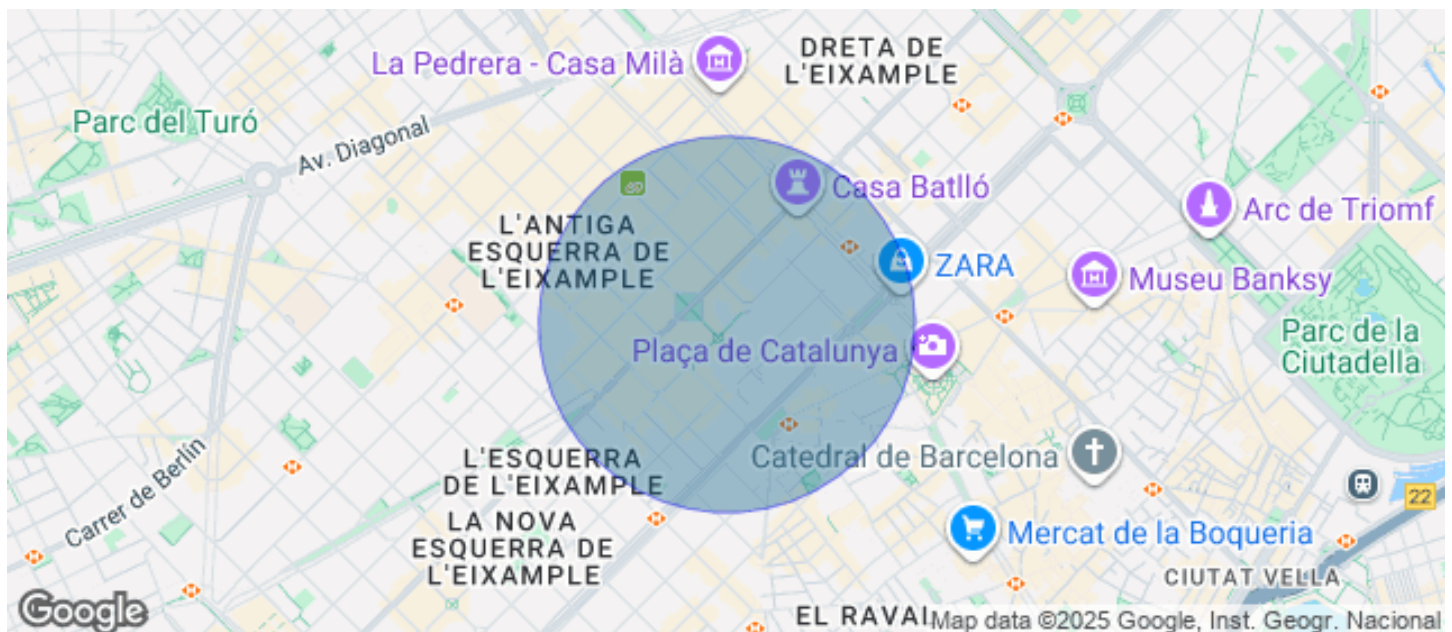 La Pedrera - Casa Milà
DRETA DE
L'EIXAMPLE
Parc del Turó
Av. Diagonal
Casa Batlló
Arc de Triomf
L'ANTIGA
ESQUERRA DE
L'EIXAMPLE
ZARA
Museu Banksy
Plaça de Catalunya
Parc de la
Ciutadella
L'ESQUERRA
DE L'EIXAMPLE
Catedral de Barcelona
Carrer de Berlín
22
LA NOVA
ESQUERRA DE
L'EIXAMPLE
Mercat de la Boqueria
CIUTAT VELLA
Google
EL RAVAL
Map data ©2025 Google, Inst. Geogr. Nacional